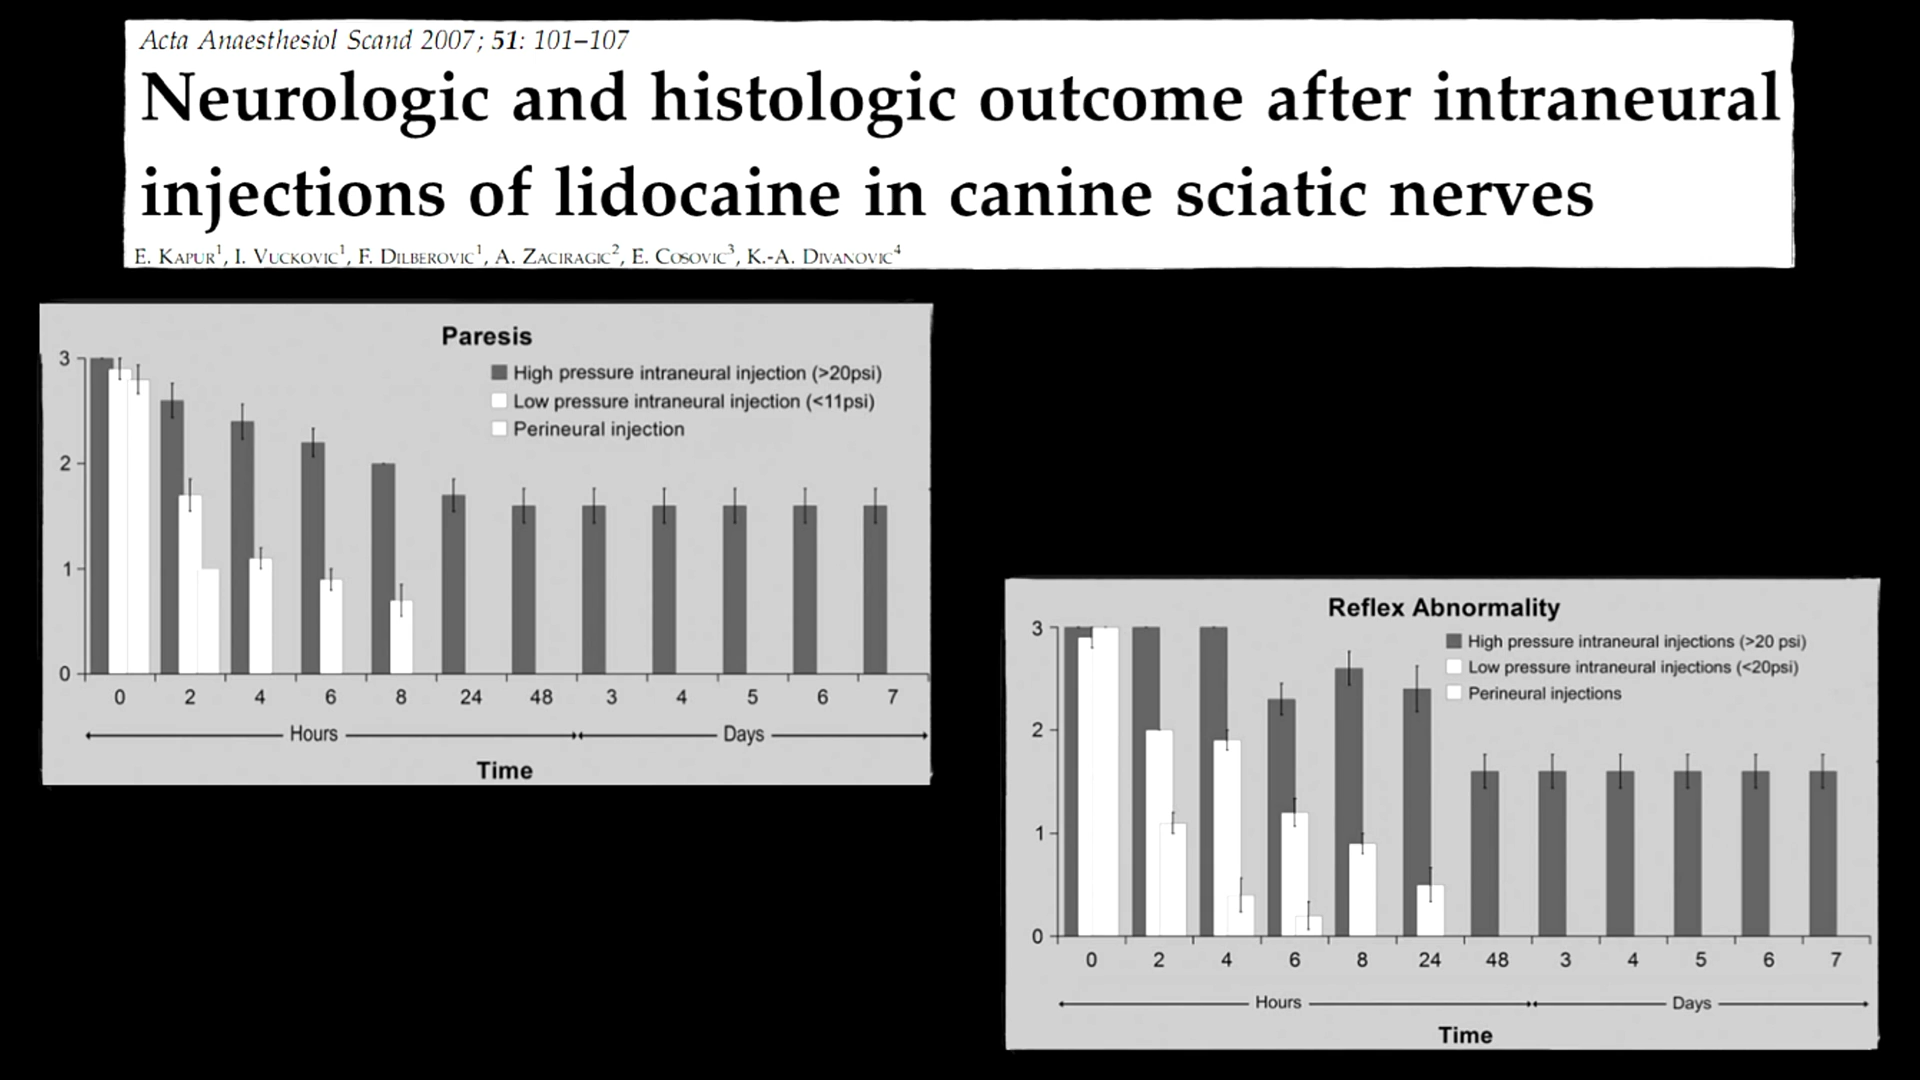 Acta Anaesthesiol Scand 2007; 51: 101–107
Neurologic and histologic outcome after intraneural
injections of lidocaine in canine sciatic nerves
E. Kapur1, I. Vuckovic1, F. Dilberovic1, A. Zaciragic2, E. Cosovic3, K.-A. Divanovic4
Paresis
High pressure intraneural injection (>20psi)
Low pressure intraneural injection (<11psi)
Perineural injection
3
2
1
0
0 2 4 6 8 24 48 3 4 5 6 7
Hours Days
Time
Reflex Abnormality
High pressure intraneural injections (>20 psi)
Low pressure intraneural injections (<20psi)
Perineural injections
3
2
1
0
0 2 4 6 8 24 48 3 4 5 6 7
Hours Days
Time